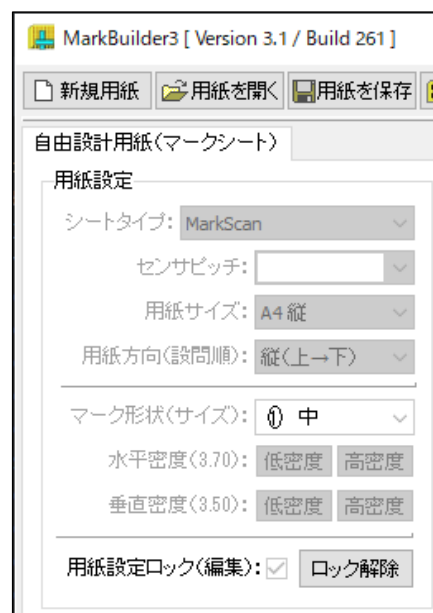 MarkBuilder3 [ Version 3.1 / Build 261 ]
新規用紙 用紙を開く 用紙を保存
自由設計用紙(マークシート)
用紙設定
シートタイプ: MarkScan
センサピッチ:
用紙サイズ: A4 縦
用紙方向(設問順): 縦(上→下)
マーク形状(サイズ): ① 中
水平密度(3.70): 低密度 高密度
垂直密度(3.50): 低密度 高密度
用紙設定ロック(編集): ロック解除